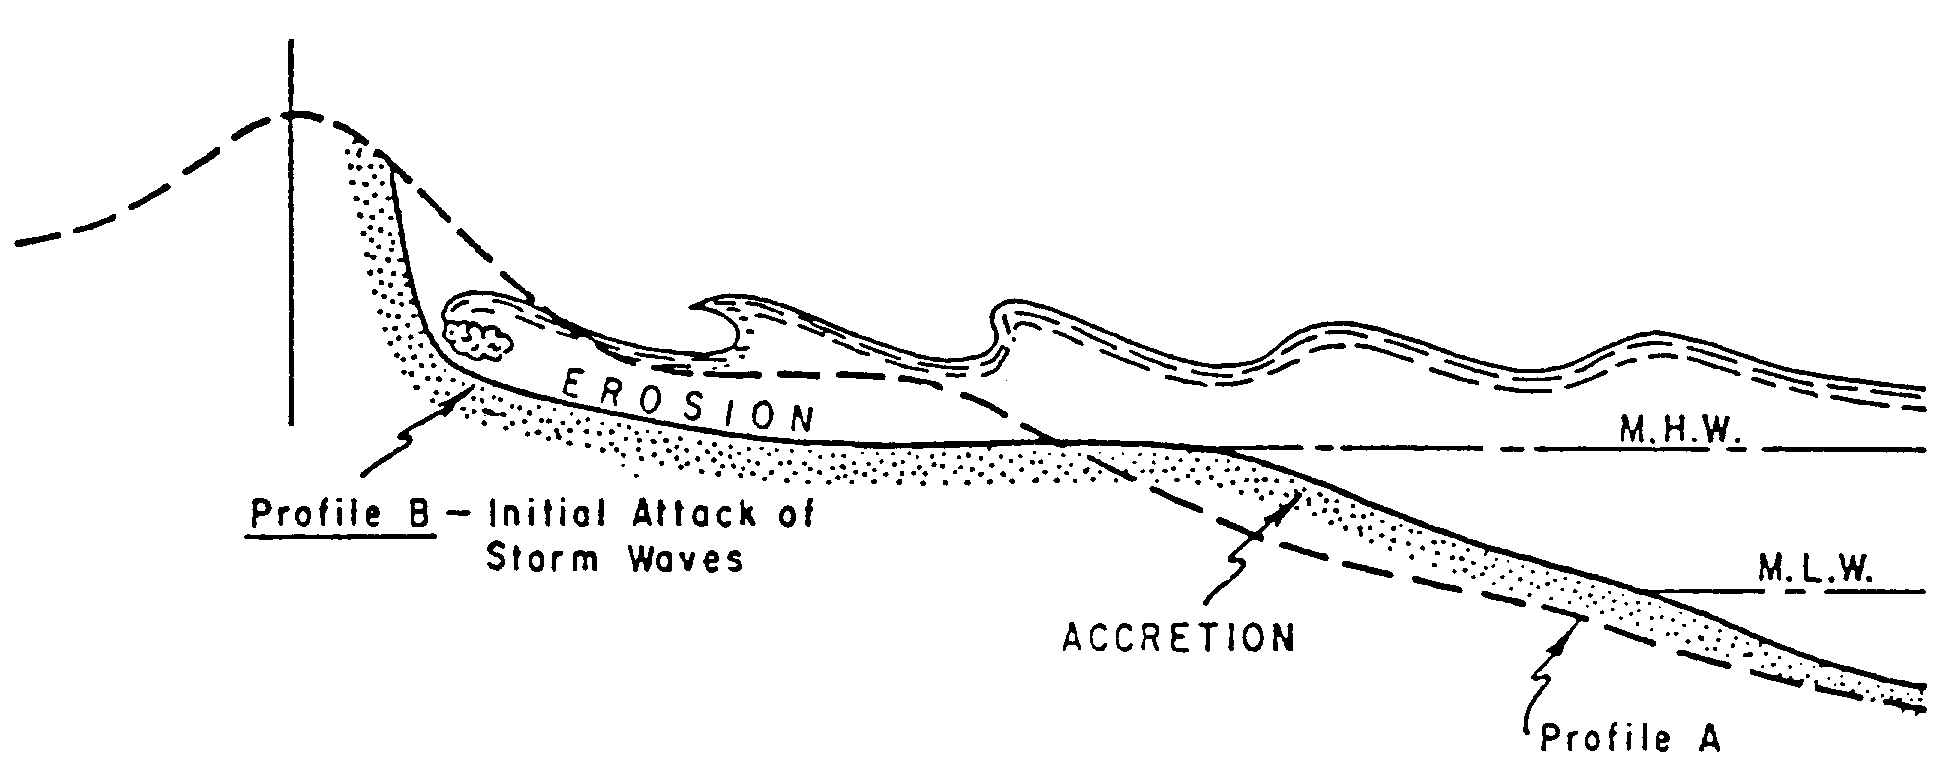 EROSION
M.H.W.
Profile B – Initial Attack of
Storm Waves
M.L.W.
ACCRETION
Profile A